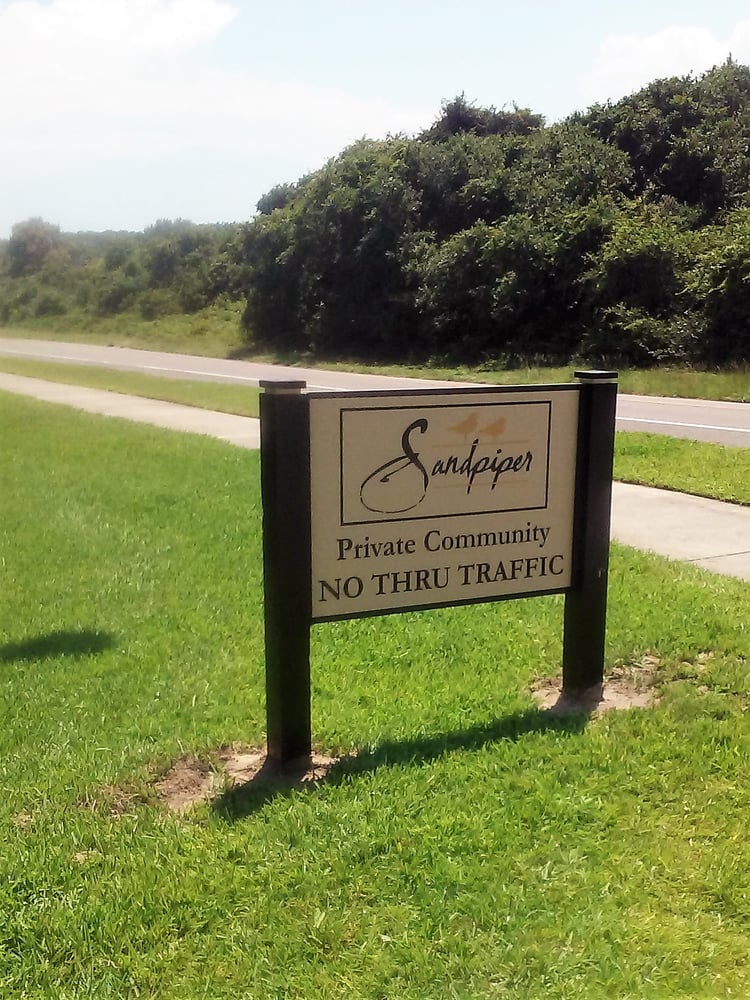 Sandpiper
Private Community
NO THRU TRAFFIC